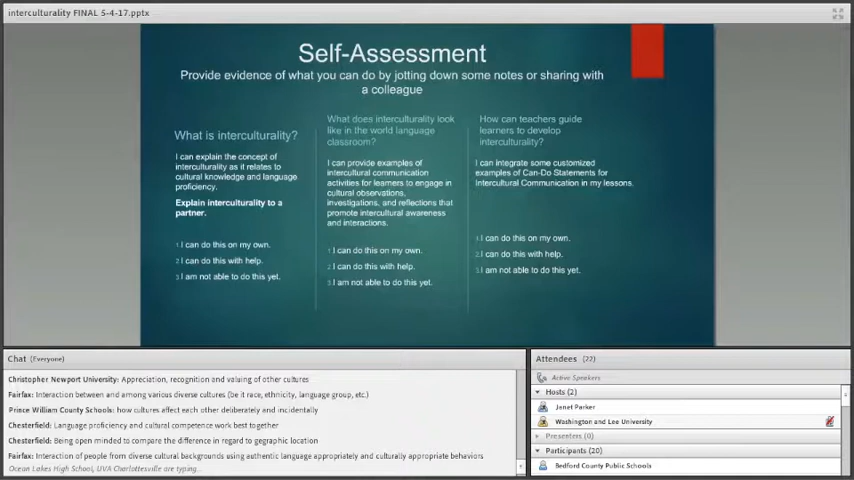 interculturality FINAL 5-4-17.pptx
Self-Assessment
Provide evidence of what you can do by jotting down some notes or sharing with
a colleague
What is interculturality?
I can explain the concept of
interculturality as it relates to
cultural knowledge and language
proficiency.
Explain interculturality to a
partner.
1. I can do this on my own.
2. I can do this with help.
3. I am not able to do this yet.
What does interculturality look
like in the world language
classroom?
I can provide examples of
intercultural communication
activities for learners to engage in
cultural observations,
investigations, and reflections that
promote intercultural awareness
and interactions.
1. I can do this on my own.
2. I can do this with help.
3. I am not able to do this yet.
How can teachers guide
learners to develop
interculturality?
I can integrate some customized
examples of Can-Do Statements for
Intercultural Communication in my lessons.
1. I can do this on my own.
2. I can do this with help.
3. I am not able to do this yet.
Chat (Everyone)
Christopher Newport University: Appreciation, recognition and valuing of other cultures
Fairfax: Interaction between and among various diverse cultures (be it race, ethnicity, language group, etc.)
Prince William County Schools: how cultures affect each other deliberately and incidentally
Chesterfield: Language proficiency and cultural competence work best together
Chesterfield: Being open minded to compare the difference in regard to gegraphic location
Fairfax: Interaction of people from diverse cultural backgrounds using authentic language appropriately and culturally appropriate behaviors
Ocean Lakes High School, UVA Charlottesville are typing...
Attendees (22)
Active Speakers
Hosts (2)
Janet Parker
Washington and Lee University
Presenters (0)
Participants (20)
Bedford County Public Schools